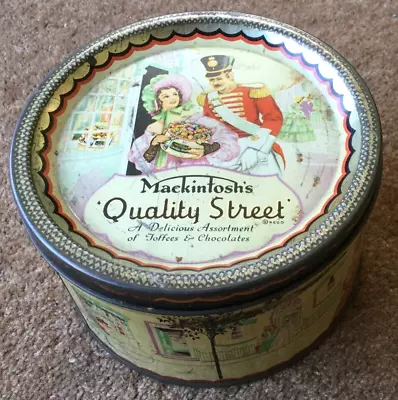 Mackintosh's
'Quality Street'
A Delicious Assortment
of Toffees & Chocolates